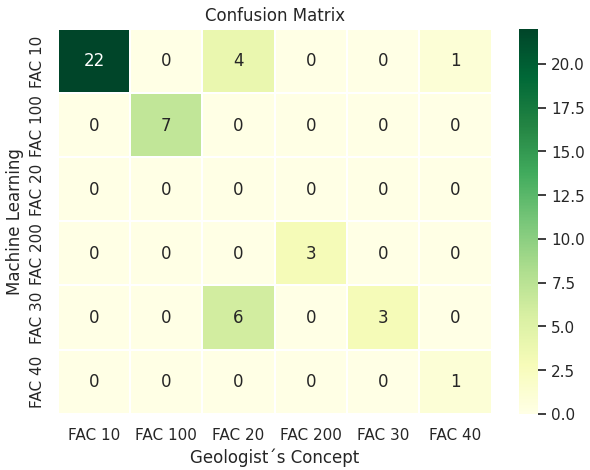 Confusion Matrix
Machine Learning
FAC 10 22 0 4 0 0 1
FAC 100 0 7 0 0 0 0
FAC 20 0 0 0 0 0 0
FAC 200 0 0 0 3 0 0
FAC 30 0 0 6 0 3 0
FAC 40 0 0 0 0 0 1
FAC 10 FAC 100 FAC 20 FAC 200 FAC 30 FAC 40
Geologist´s Concept
20.0
17.5
15.0
12.5
10.0
7.5
5.0
2.5
0.0